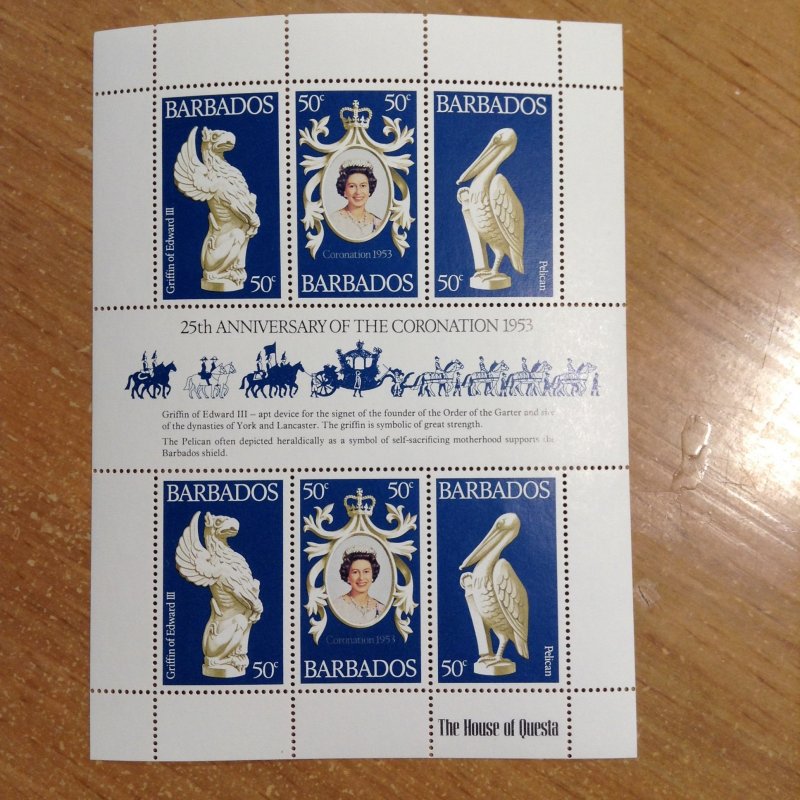 BARBADOS
50c 50c
BARBADOS
Griffin of Edward III
50c
Coronation 1953
BARBADOS
50c
Pelican
25th ANNIVERSARY OF THE CORONATION 1953
Griffin of Edward III – apt device for the signet of the founder of the Order of the Garter and sire
of the dynasties of York and Lancaster. The griffin is symbolic of great strength.
The Pelican often depicted heraldically as a symbol of self-sacrificing motherhood supports the
Barbados shield.
BARBADOS
50c 50c
BARBADOS
Griffin of Edward III
50c
Coronation 1953
BARBADOS
50c
Pelican
The House of Questa